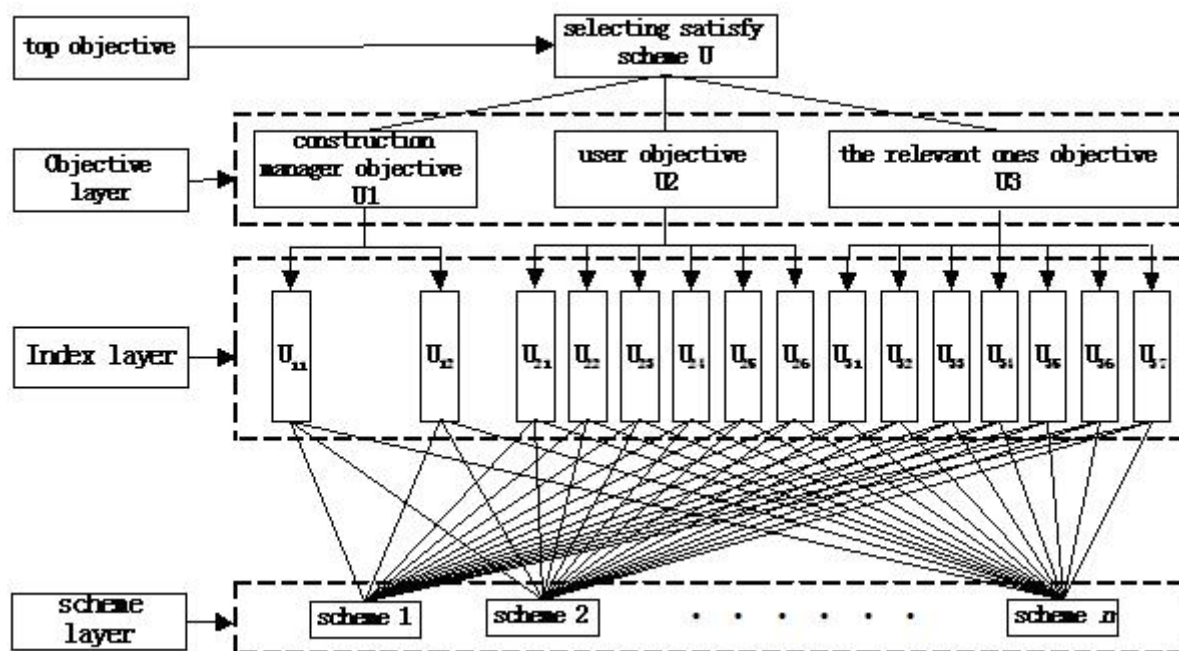 top objective
selecting satisfy
scheme U
Objective
layer
construction
manager objective
U1
user objective
U2
the relevant ones objective
U3
Index layer
U₁₁
U₁₂
U₂₁
U₂₂
U₂₃
U₂₄
U₂₅
U₂₆
U₃₁
U₃₂
U₃₃
U₃₄
U₃₅
U₃₆
U₃₇
scheme
layer
scheme 1
scheme 2
. . . . . .
scheme n